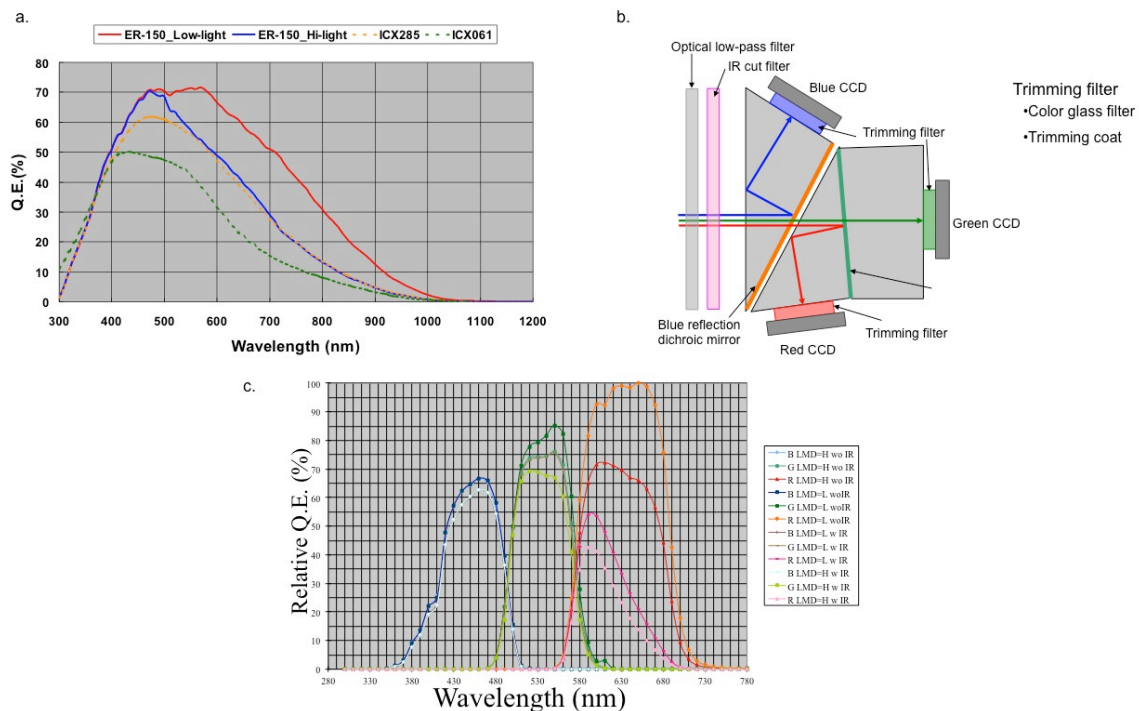 a.
ER-150_Low-light ER-150_Hi-light ICX285 ICX061
80
70
60
50
40
30
20
10
0
Q.E.(%)
300 400 500 600 700 800 900 1000 1100 1200
Wavelength (nm)
b.
Optical low-pass filter
IR cut filter
Blue CCD
Trimming filter
Green CCD
Blue reflection
dichroic mirror
Trimming filter
Red CCD
Trimming filter
•Color glass filter
•Trimming coat
c.
100
90
80
70
60
50
40
30
20
10
0
Relative Q.E. (%)
280 330 380 430 480 530 580 630 680 730 780
Wavelength (nm)
B LMD=H wo IR
G LMD=H wo IR
R LMD=H wo IR
B LMD=L woIR
G LMD=L woIR
R LMD=L woIR
B LMD=L w IR
G LMD=L w IR
R LMD=L w IR
B LMD=H w IR
G LMD=H w IR
R LMD=H w IR